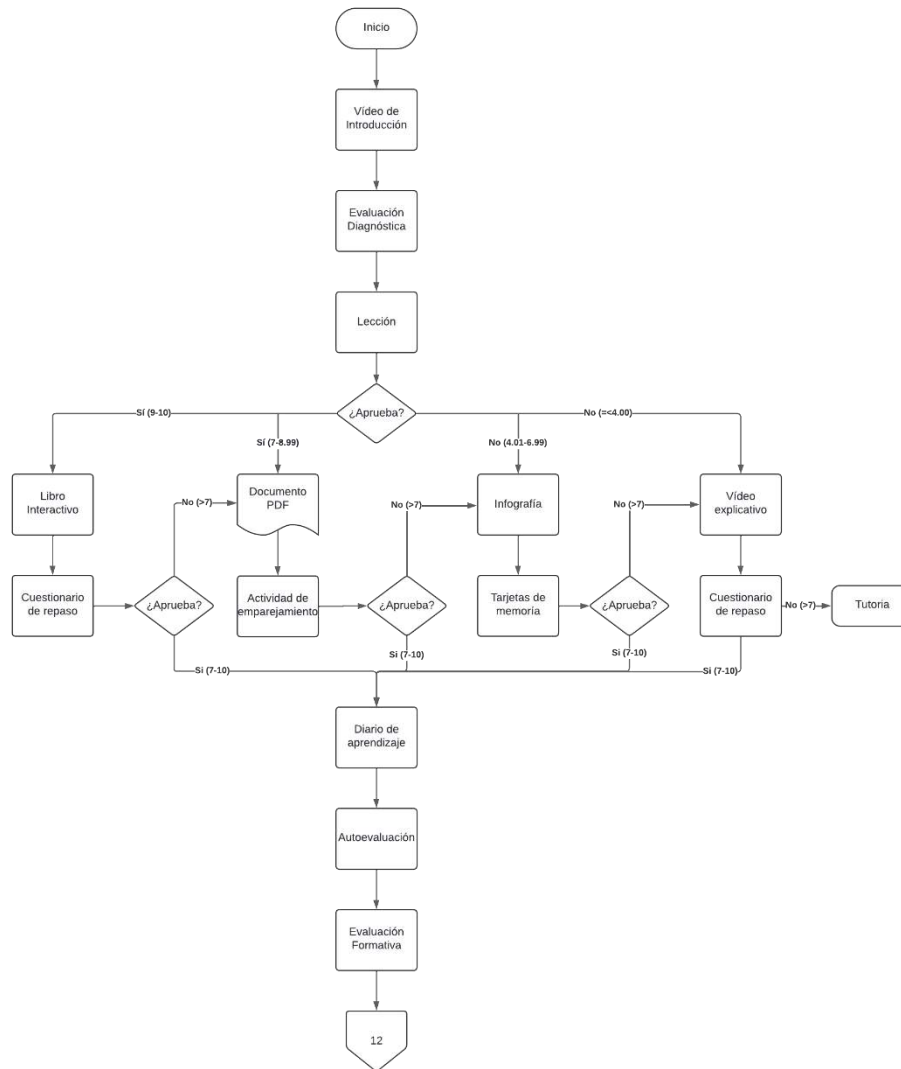 Inicio
Vídeo de
Introducción
Evaluación
Diagnóstica
Lección
¿Aprueba?
Sí (9-10)
No (=<4.00)
Sí (7-8.99)
No (4.01-6.99)
Libro
Interactivo
No (>7)
Documento
PDF
No (>7)
Infografía
No (>7)
Vídeo
explicativo
Cuestionario
de repaso
¿Aprueba?
Actividad de
emparejamiento
¿Aprueba?
Tarjetas de
memoría
¿Aprueba?
Cuestionario
de repaso
No (>7)
Tutoría
Si (7-10)
Si (7-10)
Si (7-10)
Si (7-10)
Diario de
aprendizaje
Autoevaluación
Evaluación
Formativa
12